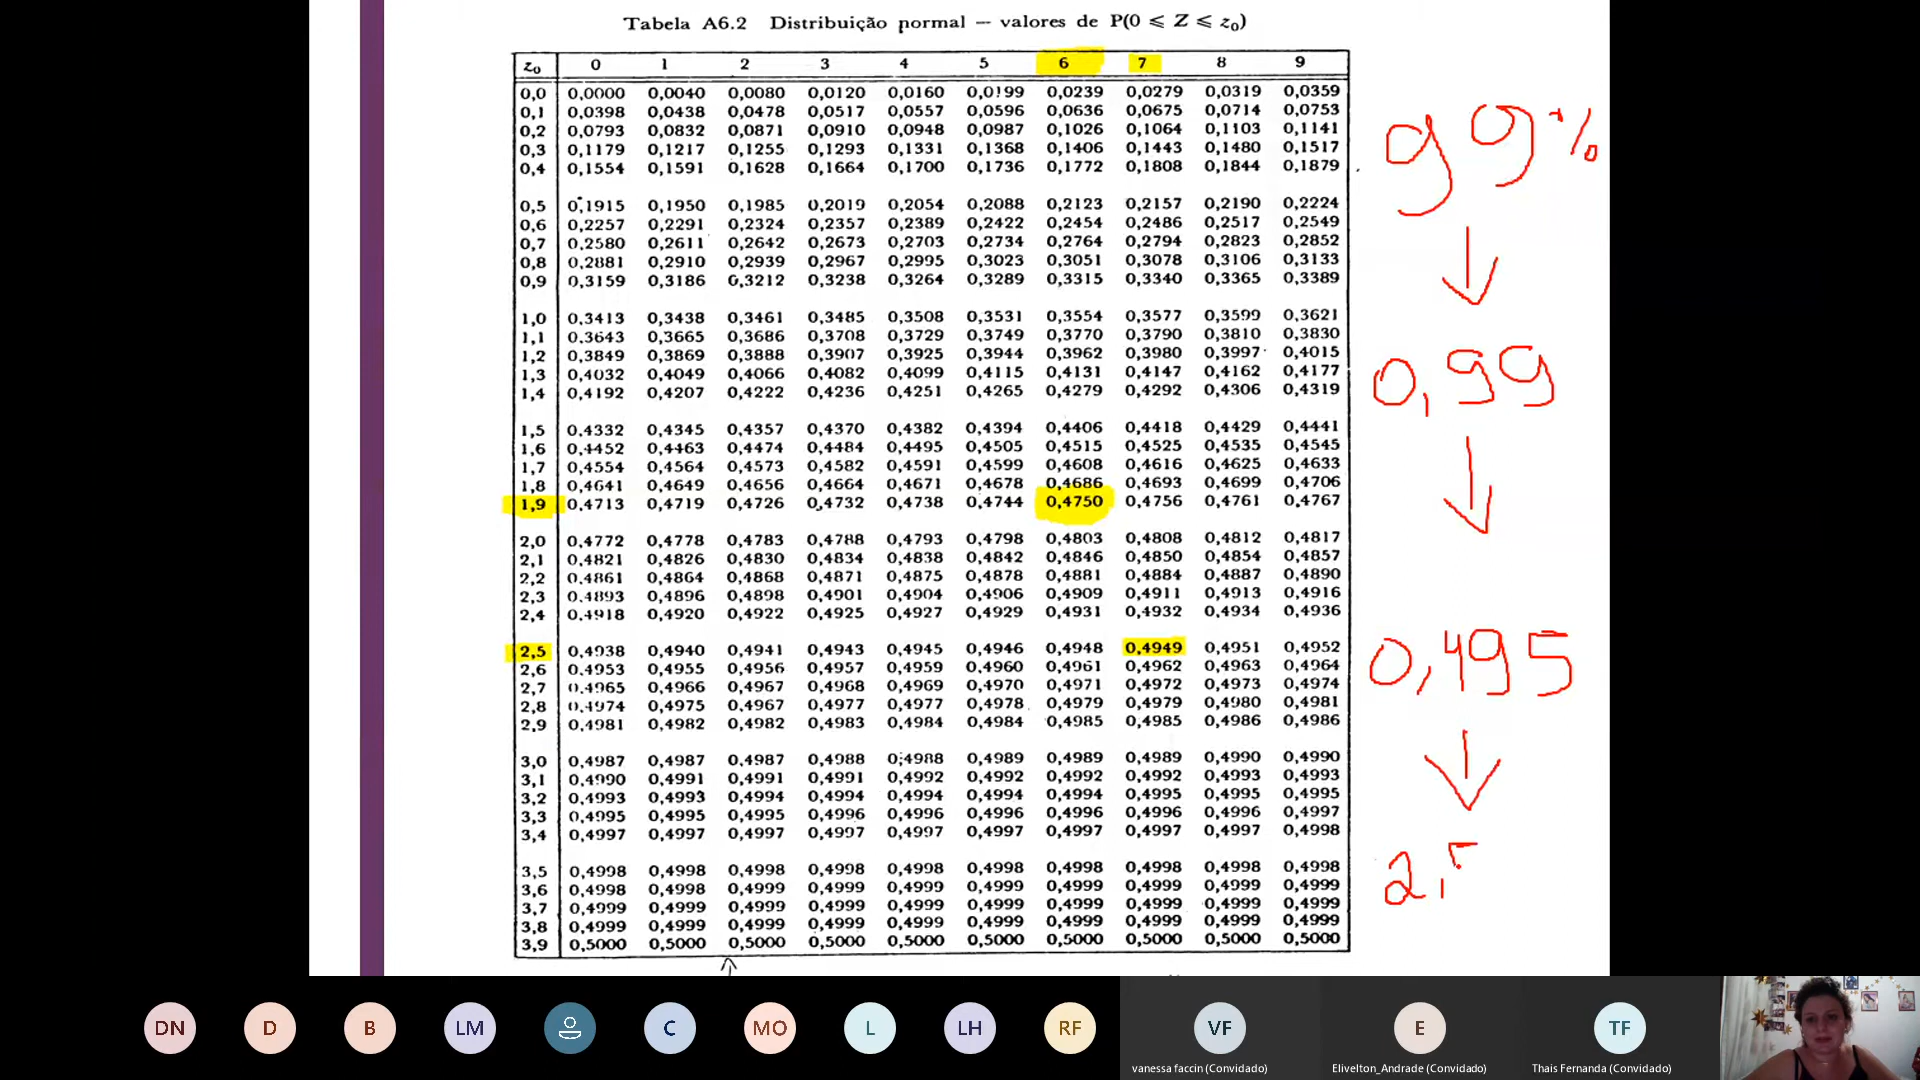 Tabela A6.2 Distribuição normal — valores de P(0 ⩽ Z ⩽ z₀)
z₀ 0 1 2 3 4 5 6 7 8 9
0,0 0,0000 0,0040 0,0080 0,0120 0,0160 0,0199 0,0239 0,0279 0,0319 0,0359
0,1 0,0398 0,0438 0,0478 0,0517 0,0557 0,0596 0,0636 0,0675 0,0714 0,0753
0,2 0,0793 0,0832 0,0871 0,0910 0,0948 0,0987 0,1026 0,1064 0,1103 0,1141
0,3 0,1179 0,1217 0,1255 0,1293 0,1331 0,1368 0,1406 0,1443 0,1480 0,1517
0,4 0,1554 0,1591 0,1628 0,1664 0,1700 0,1736 0,1772 0,1808 0,1844 0,1879
0,5 0,1915 0,1950 0,1985 0,2019 0,2054 0,2088 0,2123 0,2157 0,2190 0,2224
0,6 0,2257 0,2291 0,2324 0,2357 0,2389 0,2422 0,2454 0,2486 0,2517 0,2549
0,7 0,2580 0,2611 0,2642 0,2673 0,2703 0,2734 0,2764 0,2794 0,2823 0,2852
0,8 0,2881 0,2910 0,2939 0,2967 0,2995 0,3023 0,3051 0,3078 0,3106 0,3133
0,9 0,3159 0,3186 0,3212 0,3238 0,3264 0,3289 0,3315 0,3340 0,3365 0,3389
1,0 0,3413 0,3438 0,3461 0,3485 0,3508 0,3531 0,3554 0,3577 0,3599 0,3621
1,1 0,3643 0,3665 0,3686 0,3708 0,3729 0,3749 0,3770 0,3790 0,3810 0,3830
1,2 0,3849 0,3869 0,3888 0,3907 0,3925 0,3944 0,3962 0,3980 0,3997 0,4015
1,3 0,4032 0,4049 0,4066 0,4082 0,4099 0,4115 0,4131 0,4147 0,4162 0,4177
1,4 0,4192 0,4207 0,4222 0,4236 0,4251 0,4265 0,4279 0,4292 0,4306 0,4319
1,5 0,4332 0,4345 0,4357 0,4370 0,4382 0,4394 0,4406 0,4418 0,4429 0,4441
1,6 0,4452 0,4463 0,4474 0,4484 0,4495 0,4505 0,4515 0,4525 0,4535 0,4545
1,7 0,4554 0,4564 0,4573 0,4582 0,4591 0,4599 0,4608 0,4616 0,4625 0,4633
1,8 0,4641 0,4649 0,4656 0,4664 0,4671 0,4678 0,4686 0,4693 0,4699 0,4706
1,9 0,4713 0,4719 0,4726 0,4732 0,4738 0,4744 0,4750 0,4756 0,4761 0,4767
2,0 0,4772 0,4778 0,4783 0,4788 0,4793 0,4798 0,4803 0,4808 0,4812 0,4817
2,1 0,4821 0,4826 0,4830 0,4834 0,4838 0,4842 0,4846 0,4850 0,4854 0,4857
2,2 0,4861 0,4864 0,4868 0,4871 0,4875 0,4878 0,4881 0,4884 0,4887 0,4890
2,3 0,4893 0,4896 0,4898 0,4901 0,4904 0,4906 0,4909 0,4911 0,4913 0,4916
2,4 0,4918 0,4920 0,4922 0,4925 0,4927 0,4929 0,4931 0,4932 0,4934 0,4936
2,5 0,4938 0,4940 0,4941 0,4943 0,4945 0,4946 0,4948 0,4949 0,4951 0,4952
2,6 0,4953 0,4955 0,4956 0,4957 0,4959 0,4960 0,4961 0,4962 0,4963 0,4964
2,7 0,4965 0,4966 0,4967 0,4968 0,4969 0,4970 0,4971 0,4972 0,4973 0,4974
2,8 0,4974 0,4975 0,4967 0,4977 0,4977 0,4978 0,4979 0,4979 0,4980 0,4981
2,9 0,4981 0,4982 0,4982 0,4983 0,4984 0,4984 0,4985 0,4985 0,4986 0,4986
3,0 0,4987 0,4987 0,4987 0,4988 0,4988 0,4989 0,4989 0,4989 0,4990 0,4990
3,1 0,4990 0,4991 0,4991 0,4991 0,4992 0,4992 0,4992 0,4992 0,4993 0,4993
3,2 0,4993 0,4993 0,4994 0,4994 0,4994 0,4994 0,4994 0,4995 0,4995 0,4995
3,3 0,4995 0,4995 0,4995 0,4996 0,4996 0,4996 0,4996 0,4996 0,4996 0,4997
3,4 0,4997 0,4997 0,4997 0,4997 0,4997 0,4997 0,4997 0,4997 0,4997 0,4998
3,5 0,4998 0,4998 0,4998 0,4998 0,4998 0,4998 0,4998 0,4998 0,4998 0,4998
3,6 0,4998 0,4998 0,4999 0,4999 0,4999 0,4999 0,4999 0,4999 0,4999 0,4999
3,7 0,4999 0,4999 0,4999 0,4999 0,4999 0,4999 0,4999 0,4999 0,4999 0,4999
3,8 0,4999 0,4999 0,4999 0,4999 0,4999 0,4999 0,4999 0,4999 0,4999 0,4999
3,9 0,5000 0,5000 0,5000 0,5000 0,5000 0,5000 0,5000 0,5000 0,5000 0,5000
99%
0,99
0,495
2,5
DN D B LM C MO L LH RF VF E TF
vanessa faccin (Convidado) Elivelton_Andrade (Convidado) Thais Fernanda (Convidado)